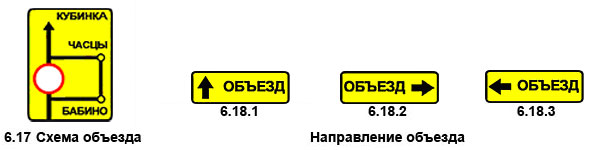 КУБИНКА
ЧАСЦЫ
БАБИНО
6.17 Схема объезда
ОБЪЕЗД
6.18.1
ОБЪЕЗД
6.18.2
ОБЪЕЗД
6.18.3
Направление объезда